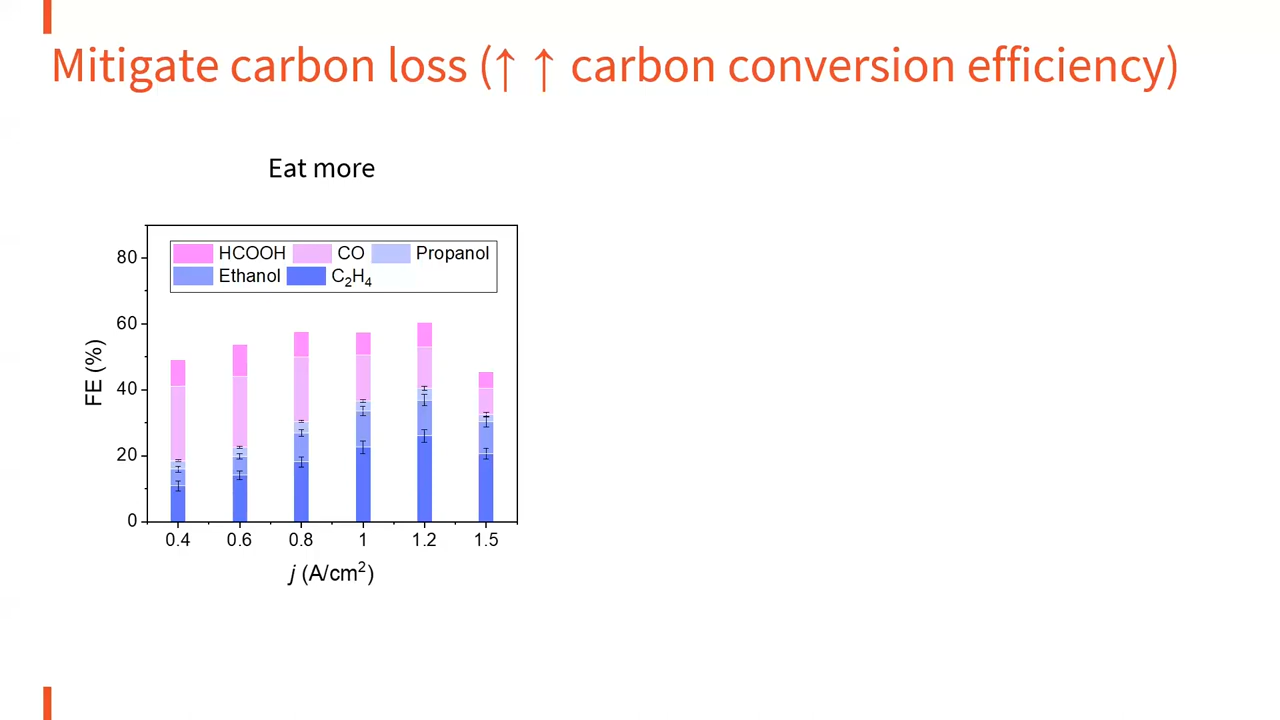 Mitigate carbon loss (↑ ↑ carbon conversion efficiency)
Eat more
HCOOH CO Propanol
Ethanol C₂H₄
FE (%)
80
60
40
20
0
0.4 0.6 0.8 1 1.2 1.5
j (A/cm²)